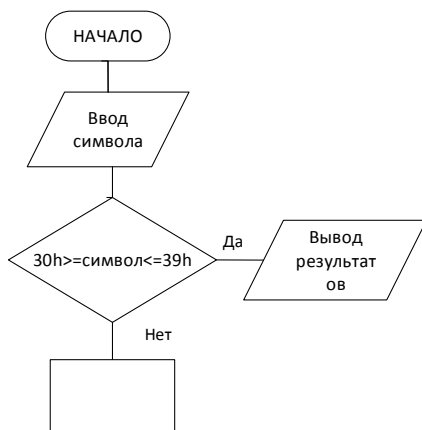 НАЧАЛО
Ввод
символа
30h>=символ<=39h
Да
Вывод
результат
ов
Нет